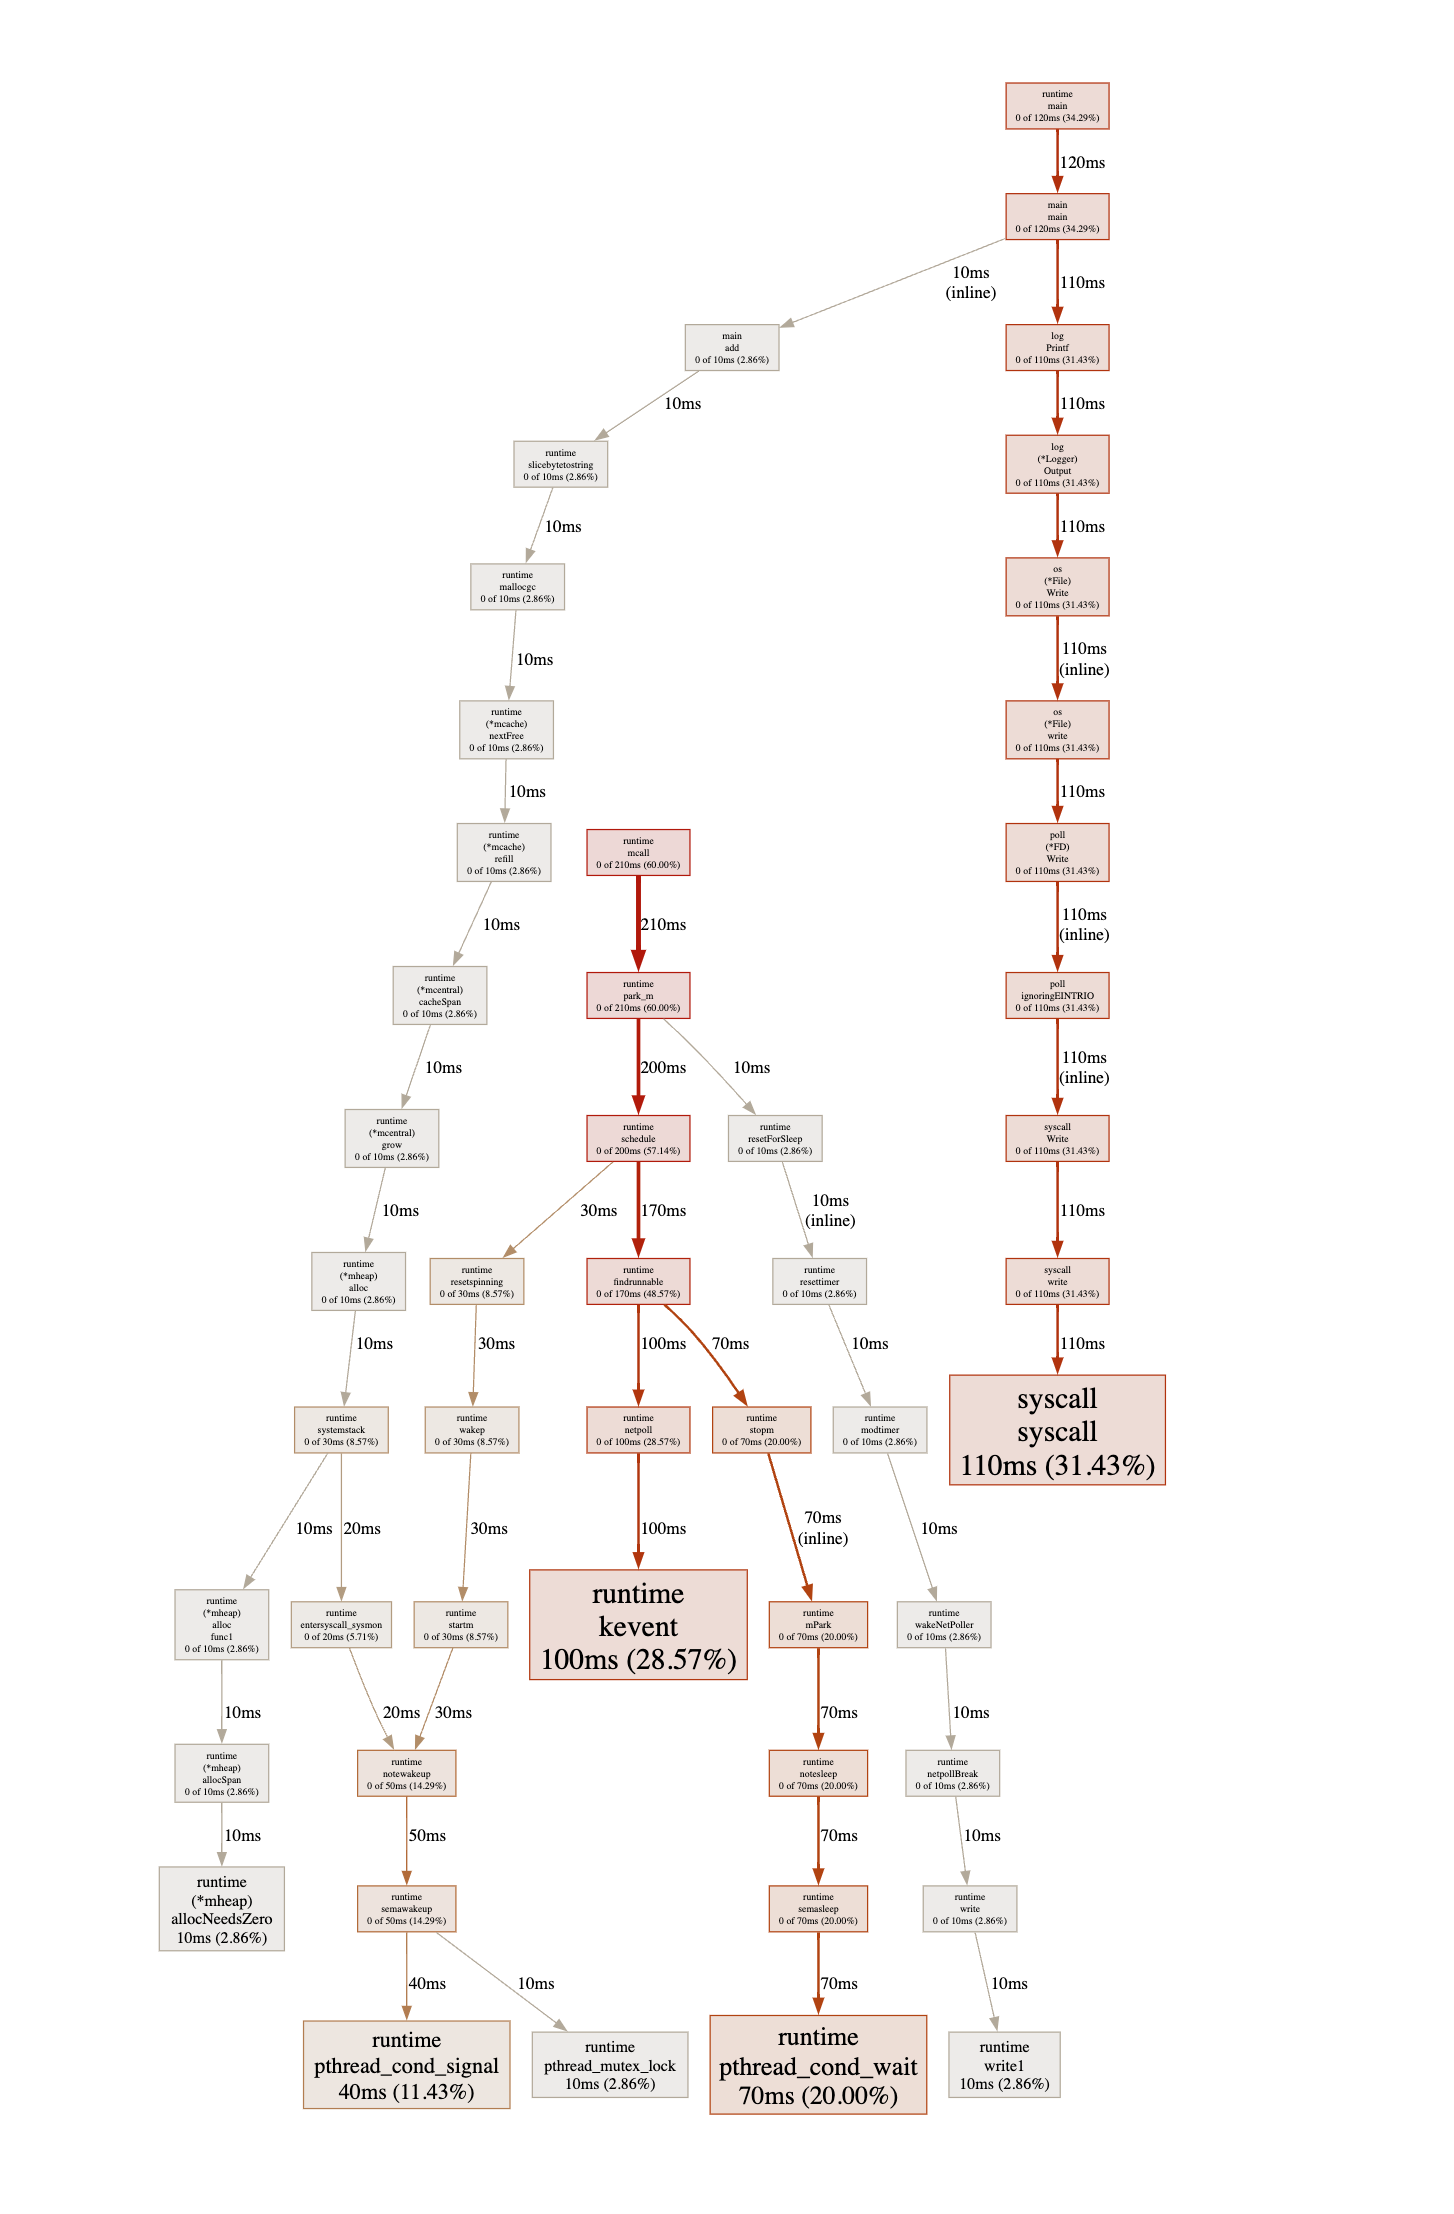 runtime
main
0 of 120ms (34.29%)
120ms
main
main
0 of 120ms (34.29%)
10ms
(inline)
110ms
main
add
0 of 10ms (2.86%)
log
Printf
0 of 110ms (31.43%)
10ms
110ms
runtime
slicebytetostring
0 of 10ms (2.86%)
log
(*Logger)
Output
0 of 110ms (31.43%)
10ms
110ms
runtime
mallocgc
0 of 10ms (2.86%)
os
(*File)
Write
0 of 110ms (31.43%)
10ms
110ms
(inline)
runtime
(*mcache)
nextFree
0 of 10ms (2.86%)
os
(*File)
write
0 of 110ms (31.43%)
10ms
110ms
runtime
(*mcache)
refill
0 of 10ms (2.86%)
runtime
mcall
0 of 210ms (60.00%)
poll
(*FD)
Write
0 of 110ms (31.43%)
10ms
210ms
110ms
(inline)
runtime
(*mcentral)
cacheSpan
0 of 10ms (2.86%)
runtime
park_m
0 of 210ms (60.00%)
poll
ignoringEINTRIO
0 of 110ms (31.43%)
10ms
200ms
10ms
110ms
(inline)
runtime
(*mcentral)
grow
0 of 10ms (2.86%)
runtime
schedule
0 of 200ms (57.14%)
runtime
resetForSleep
0 of 10ms (2.86%)
syscall
Write
0 of 110ms (31.43%)
10ms
30ms
170ms
10ms
(inline)
110ms
runtime
(*mheap)
alloc
0 of 10ms (2.86%)
runtime
resetspinning
0 of 30ms (8.57%)
runtime
findrunnable
0 of 170ms (48.57%)
runtime
resettimer
0 of 10ms (2.86%)
syscall
write
0 of 110ms (31.43%)
10ms
30ms
100ms
70ms
10ms
110ms
runtime
systemstack
0 of 30ms (8.57%)
runtime
wakep
0 of 30ms (8.57%)
runtime
netpoll
0 of 100ms (28.57%)
runtime
stopm
0 of 70ms (20.00%)
runtime
modtimer
0 of 10ms (2.86%)
syscall
syscall
110ms (31.43%)
10ms
20ms
30ms
100ms
70ms
(inline)
10ms
runtime
(*mheap)
alloc
func1
0 of 10ms (2.86%)
runtime
entersyscall_sysmon
0 of 20ms (5.71%)
runtime
startm
0 of 30ms (8.57%)
runtime
kevent
100ms (28.57%)
runtime
mPark
0 of 70ms (20.00%)
runtime
wakeNetPoller
0 of 10ms (2.86%)
10ms
20ms
30ms
70ms
10ms
runtime
(*mheap)
allocSpan
0 of 10ms (2.86%)
runtime
notewakeup
0 of 50ms (14.29%)
runtime
notesleep
0 of 70ms (20.00%)
runtime
netpollBreak
0 of 10ms (2.86%)
10ms
50ms
70ms
10ms
runtime
(*mheap)
allocNeedsZero
10ms (2.86%)
runtime
semawakeup
0 of 50ms (14.29%)
runtime
semasleep
0 of 70ms (20.00%)
runtime
write
0 of 10ms (2.86%)
40ms
10ms
70ms
10ms
runtime
pthread_cond_signal
40ms (11.43%)
runtime
pthread_mutex_lock
10ms (2.86%)
runtime
pthread_cond_wait
70ms (20.00%)
runtime
write1
10ms (2.86%)